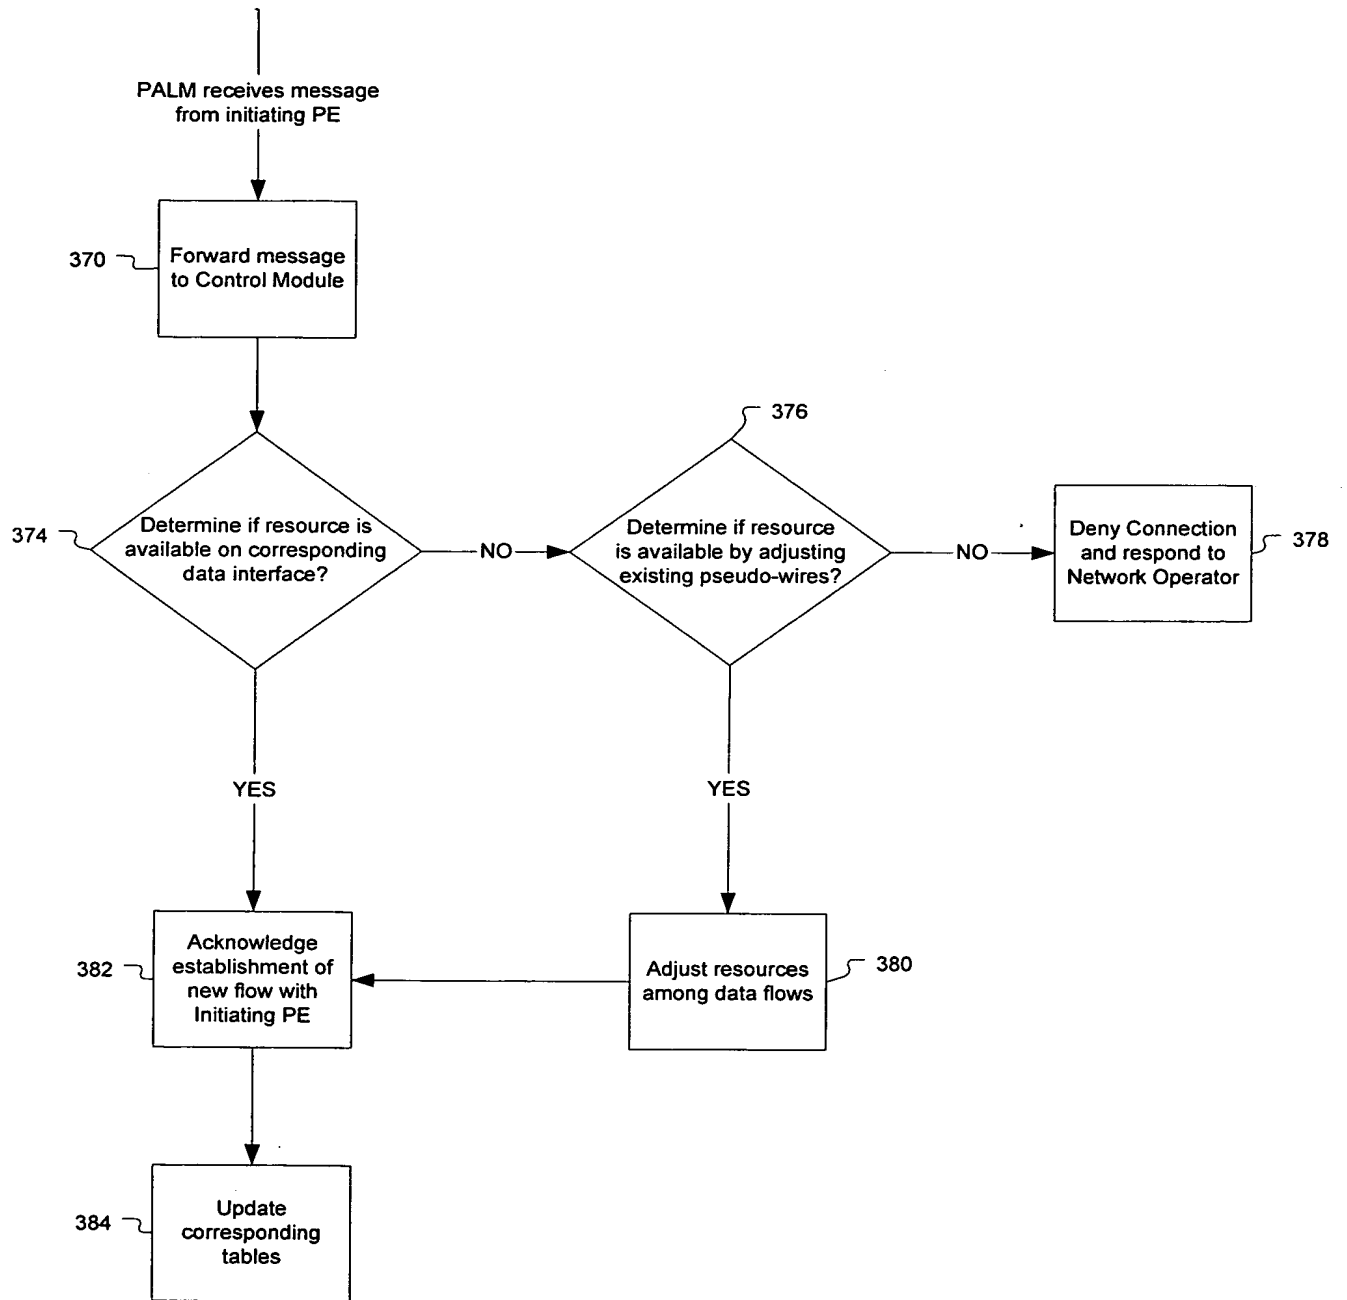 PALM receives message
from initiating PE
370
Forward message
to Control Module
376
374
Determine if resource is
available on corresponding
data interface?
NO
Determine if resource
is available by adjusting
existing pseudo-wires?
NO
Deny Connection
and respond to
Network Operator
378
YES
YES
382
Acknowledge
establishment of
new flow with
Initiating PE
Adjust resources
among data flows
380
384
Update
corresponding
tables